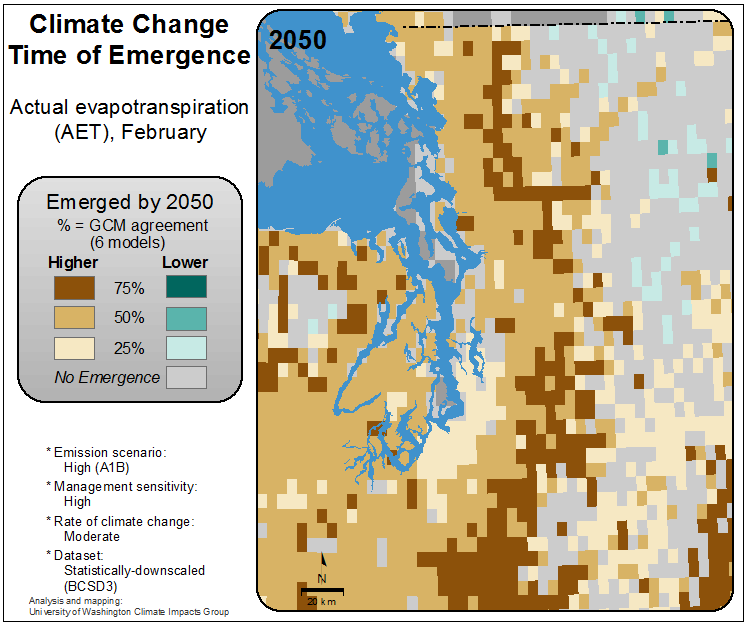 Climate Change
Time of Emergence
Actual evapotranspiration
(AET), February
Emerged by 2050
% = GCM agreement
(6 models)
Higher Lower
75%
50%
25%
No Emergence
* Emission scenario:
High (A1B)
* Management sensitivity:
High
* Rate of climate change:
Moderate
* Dataset:
Statistically-downscaled
(BCSD3)
Analysis and mapping:
University of Washington Climate Impacts Group
2050
N
20 km